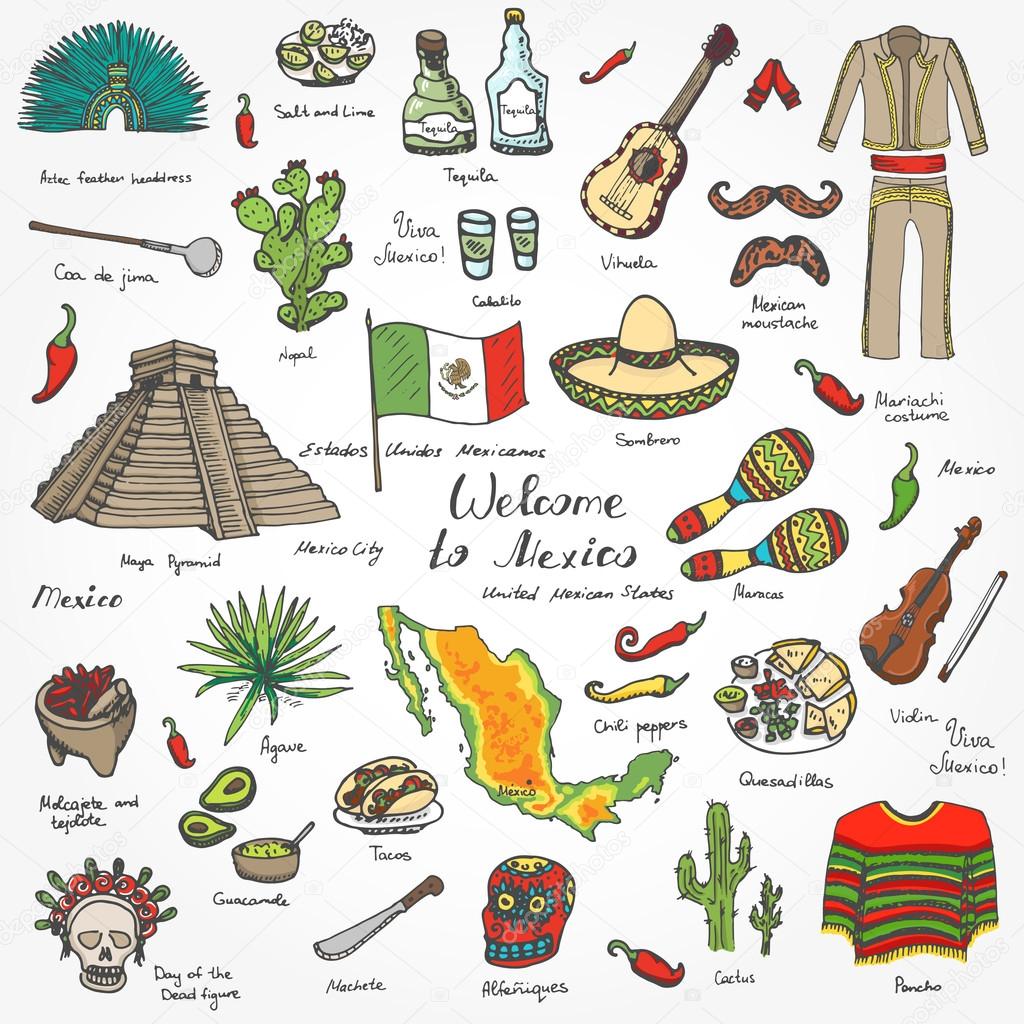 Salt and Lime
Tequila
Tequila
Tequila
Aztec feather headdress
Viva
Mexico!
Coa de jima
Vihuela
Cabalito
Mexican
moustache
Nopal
Mariachi
costume
Sombrero
Estados Unidos Mexicanos
Mexico
Welcome
to Mexico
Mexico City
Maya Pyramid
United Mexican States
Maracas
Mexico
Violin
Viva
Mexico!
Chili peppers
Agave
Quesadillas
México
Molcajete and
tejolote
Tacos
Guacamole
Day of the
Dead figure
Machete
Alfeñiques
Cactus
Poncho
depositphotos